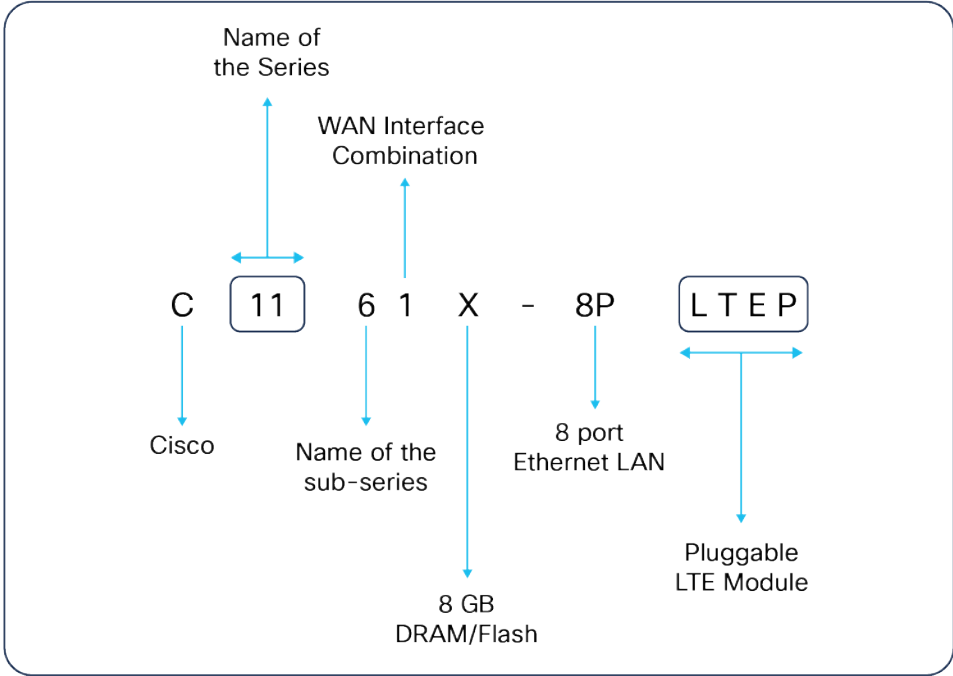 Name of
the Series
WAN Interface
Combination
C 11 6 1 X - 8P L T E P
Cisco
Name of the
sub-series
8 port
Ethernet LAN
8 GB
DRAM/Flash
Pluggable
LTE Module